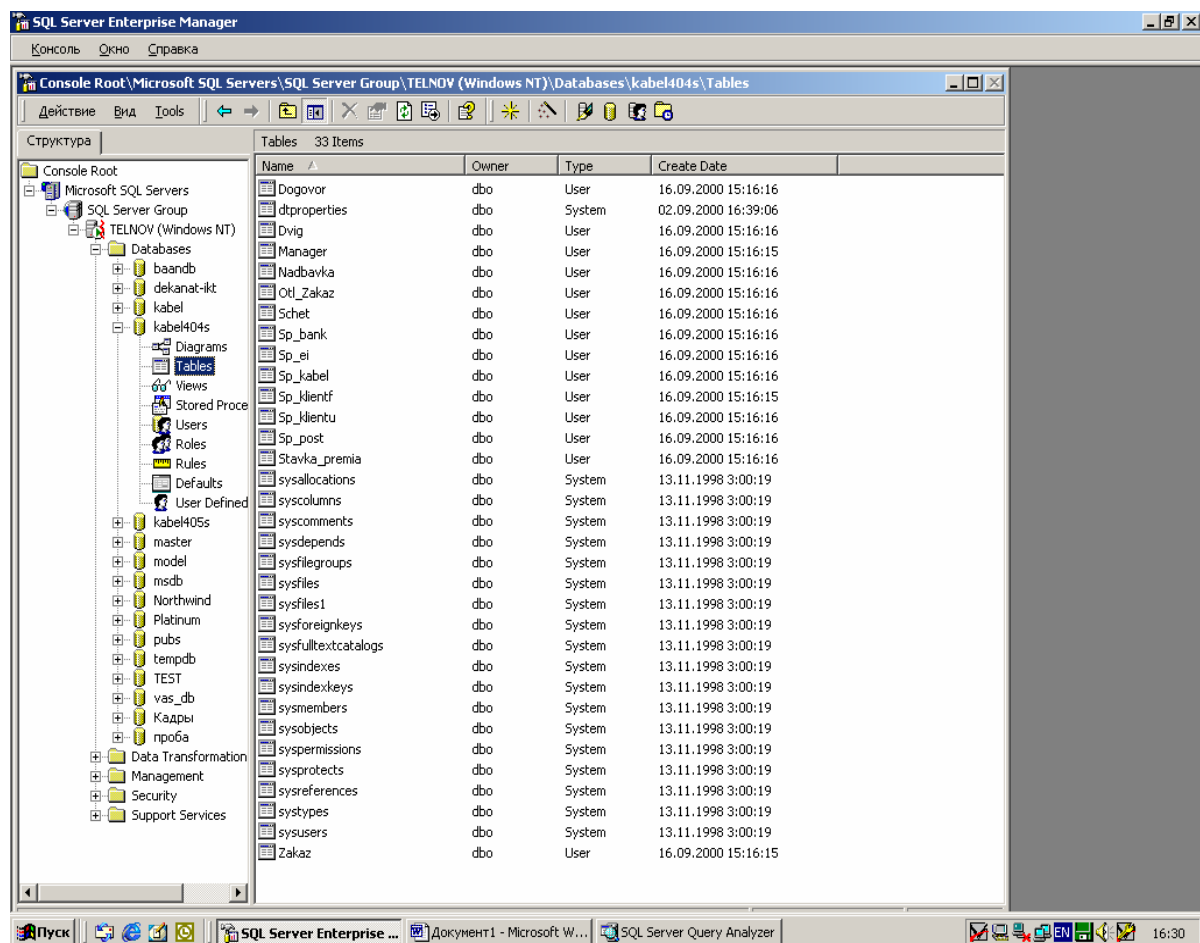 SQL Server Enterprise Manager
Консоль Окно Справка
Console Root\Microsoft SQL Servers\SQL Server Group\TELNOV (Windows NT)\Databases\kabel404s\Tables
Действие Вид Tools
Структура
Tables 33 Items
Console Root
Microsoft SQL Servers
SQL Server Group
TELNOV (Windows NT)
Databases
baandb
dekanat-ikt
kabel
kabel404s
Diagrams
Tables
Views
Stored Proce
Users
Roles
Rules
Defaults
User Defined
kabel405s
master
model
msdb
Northwind
Platinum
pubs
tempdb
TEST
vas_db
Кадры
проба
Data Transformation
Management
Security
Support Services
Name Owner Type Create Date
Dogovor dbo User 16.09.2000 15:16:16
dtproperties dbo System 02.09.2000 16:39:06
Dvig dbo User 16.09.2000 15:16:16
Manager dbo User 16.09.2000 15:16:15
Nadbavka dbo User 16.09.2000 15:16:16
Otl_Zakaz dbo User 16.09.2000 15:16:16
Schet dbo User 16.09.2000 15:16:16
Sp_bank dbo User 16.09.2000 15:16:16
Sp_ei dbo User 16.09.2000 15:16:16
Sp_kabel dbo User 16.09.2000 15:16:16
Sp_klientf dbo User 16.09.2000 15:16:15
Sp_klientu dbo User 16.09.2000 15:16:16
Sp_post dbo User 16.09.2000 15:16:16
Stavka_premia dbo User 16.09.2000 15:16:16
sysallocations dbo System 13.11.1998 3:00:19
syscolumns dbo System 13.11.1998 3:00:19
syscomments dbo System 13.11.1998 3:00:19
sysdepends dbo System 13.11.1998 3:00:19
sysfilegroups dbo System 13.11.1998 3:00:19
sysfiles dbo System 13.11.1998 3:00:19
sysfiles1 dbo System 13.11.1998 3:00:19
sysforeignkeys dbo System 13.11.1998 3:00:19
sysfulltextcatalogs dbo System 13.11.1998 3:00:19
sysindexes dbo System 13.11.1998 3:00:19
sysindexkeys dbo System 13.11.1998 3:00:19
sysmembers dbo System 13.11.1998 3:00:19
sysobjects dbo System 13.11.1998 3:00:19
syspermissions dbo System 13.11.1998 3:00:19
sysprotects dbo System 13.11.1998 3:00:19
sysreferences dbo System 13.11.1998 3:00:19
systypes dbo System 13.11.1998 3:00:19
sysusers dbo System 13.11.1998 3:00:19
Zakaz dbo User 16.09.2000 15:16:15
Пуск SQL Server Enterprise ... Документ1 - Microsoft W... SQL Server Query Analyzer EN 16:30